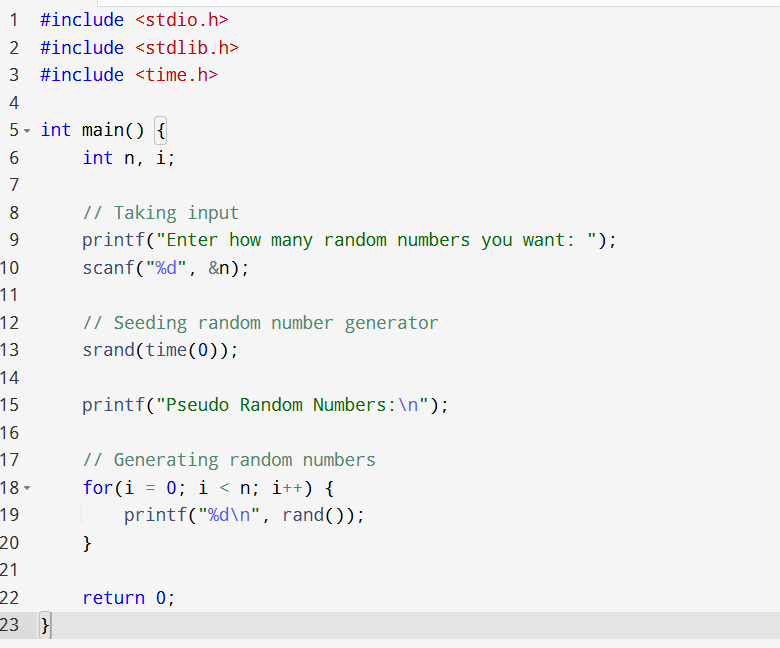 1 #include <stdio.h>
2 #include <stdlib.h>
3 #include <time.h>
4
5 int main() {
6     int n, i;
7
8     // Taking input
9     printf("Enter how many random numbers you want: ");
10     scanf("%d", &n);
11
12     // Seeding random number generator
13     srand(time(0));
14
15     printf("Pseudo Random Numbers:\n");
16
17     // Generating random numbers
18     for(i = 0; i < n; i++) {
19         printf("%d\n", rand());
20     }
21
22     return 0;
23 }